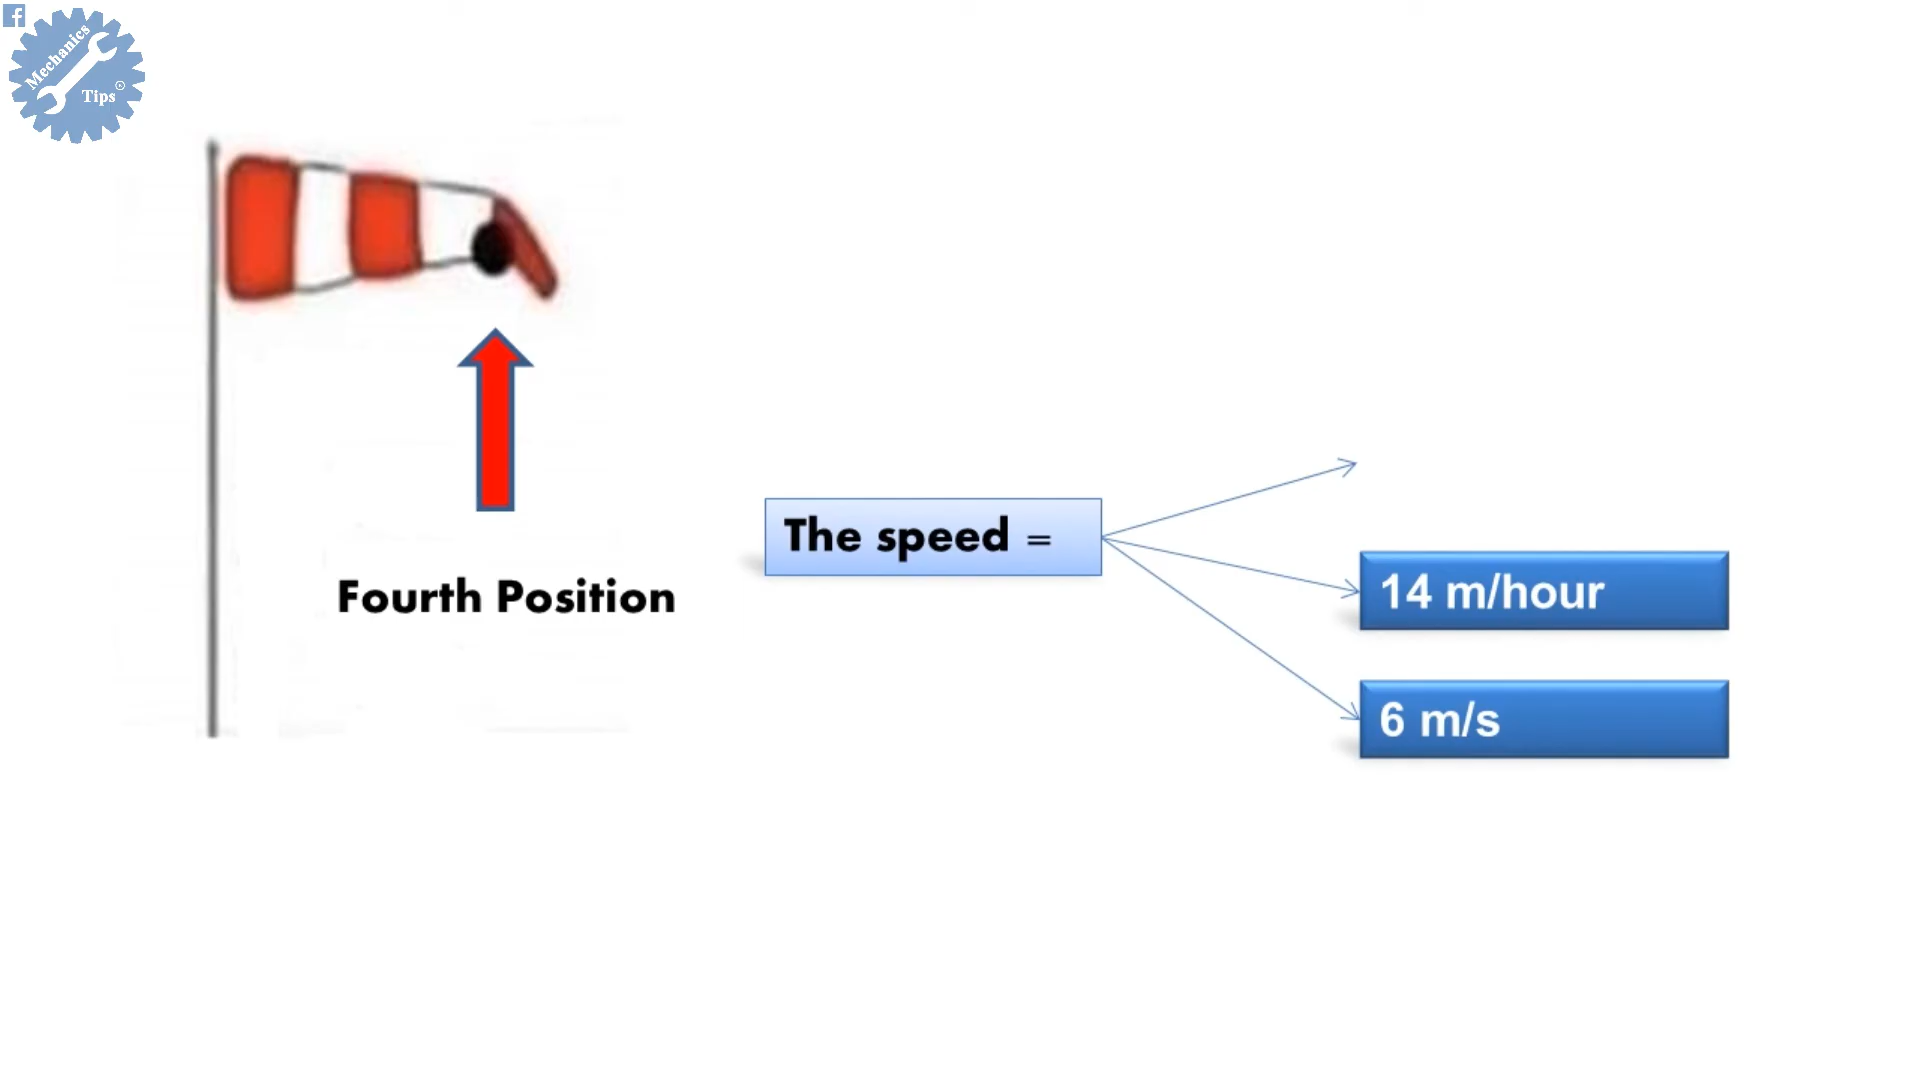 Mechanics
Tips
The speed =
14 m/hour
Fourth Position
6 m/s